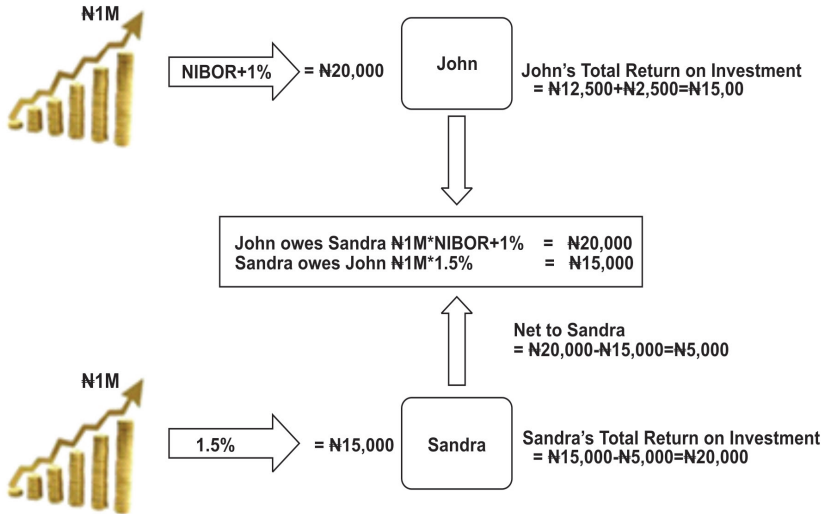 ₦1M
NIBOR+1%
= ₦20,000
John
John’s Total Return on Investment
= ₦12,500+₦2,500=₦15,00
John owes Sandra ₦1M*NIBOR+1% = ₦20,000
Sandra owes John ₦1M*1.5% = ₦15,000
Net to Sandra
= ₦20,000-₦15,000=₦5,000
₦1M
1.5%
= ₦15,000
Sandra
Sandra’s Total Return on Investment
= ₦15,000-₦5,000=₦20,000